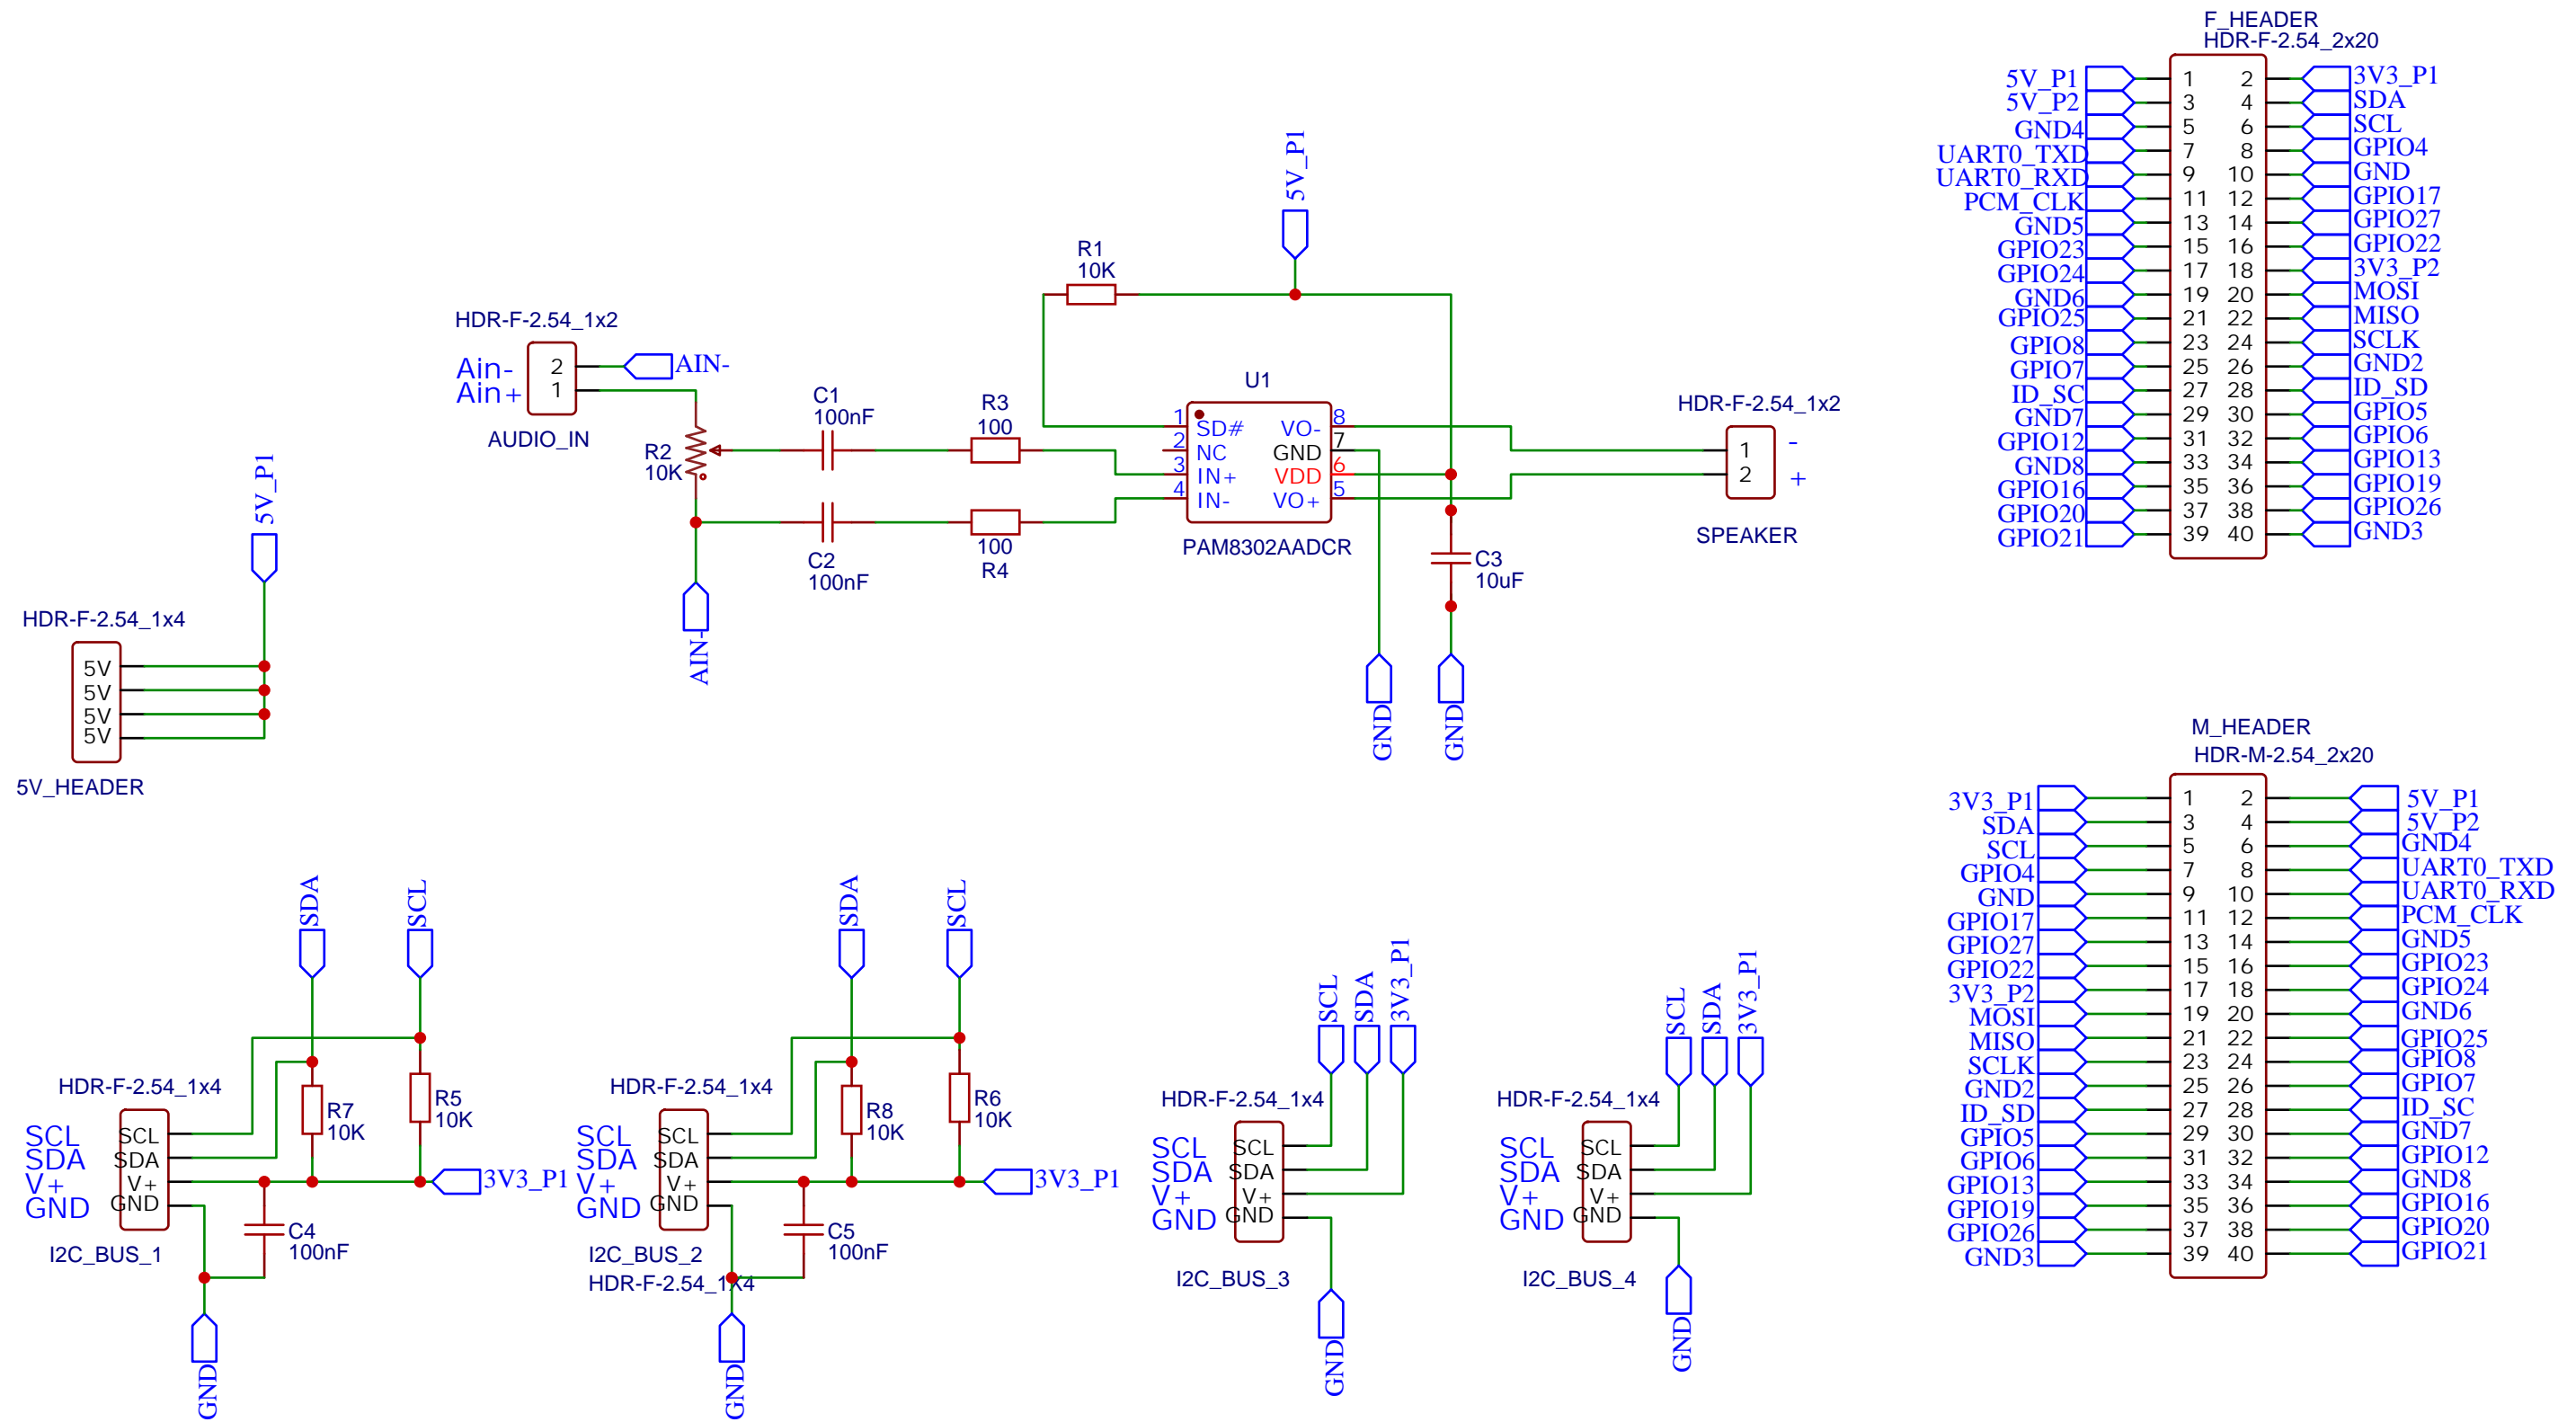 F_HEADER
HDR-F-2.54_2x20
5V_P1 1 2 3V3_P1
5V_P2 3 4 SDA
GND4 5 6 SCL
UART0_TXD 7 8 GPIO4
UART0_RXD 9 10 GND
PCM_CLK 11 12 GPIO17
GND5 13 14 GPIO27
GPIO23 15 16 GPIO22
GPIO24 17 18 3V3_P2
GND6 19 20 MOSI
GPIO25 21 22 MISO
GPIO8 23 24 SCLK
GPIO7 25 26 GND2
ID_SC 27 28 ID_SD
GND7 29 30 GPIO5
GPIO12 31 32 GPIO6
GND8 33 34 GPIO13
GPIO16 35 36 GPIO19
GPIO20 37 38 GPIO26
GPIO21 39 40 GND3
5V_P1
R1
10K
HDR-F-2.54_1x2
Ain- 2 AIN-
Ain+ 1
AUDIO_IN
R2
10K
AIN-
C1
100nF
R3
100
C2
100nF
100
R4
U1
1 SD# VO- 8
2 NC GND 7
3 IN+ VDD 6
4 IN- VO+ 5
PAM8302AADCR
C3
10uF
GND
GND
HDR-F-2.54_1x2
1 -
2 +
SPEAKER
5V_P1
HDR-F-2.54_1x4
5V
5V
5V
5V
5V_HEADER
M_HEADER
HDR-M-2.54_2x20
3V3_P1 1 2 5V_P1
SDA 3 4 5V_P2
SCL 5 6 GND4
GPIO4 7 8 UART0_TXD
GND 9 10 UART0_RXD
GPIO17 11 12 PCM_CLK
GPIO27 13 14 GND5
GPIO22 15 16 GPIO23
3V3_P2 17 18 GPIO24
MOSI 19 20 GND6
MISO 21 22 GPIO25
SCLK 23 24 GPIO8
GND2 25 26 GPIO7
ID_SD 27 28 ID_SC
GPIO5 29 30 GND7
GPIO6 31 32 GPIO12
GPIO13 33 34 GND8
GPIO19 35 36 GPIO16
GPIO26 37 38 GPIO20
GND3 39 40 GPIO21
SDA
SCL
HDR-F-2.54_1x4
R7
10K
R5
10K
SCL SCL
SDA SDA
V+ V+ 3V3_P1
GND GND
C4
100nF
I2C_BUS_1
GND
SDA
SCL
HDR-F-2.54_1x4
R8
10K
R6
10K
SCL SCL
SDA SDA
V+ V+ 3V3_P1
GND GND
C5
100nF
I2C_BUS_2
HDR-F-2.54_1X4
GND
SCL
SDA
3V3_P1
HDR-F-2.54_1x4
SCL SCL
SDA SDA
V+ V+
GND GND
I2C_BUS_3
GND
SCL
SDA
3V3_P1
HDR-F-2.54_1x4
SCL SCL
SDA SDA
V+ V+
GND GND
I2C_BUS_4
GND